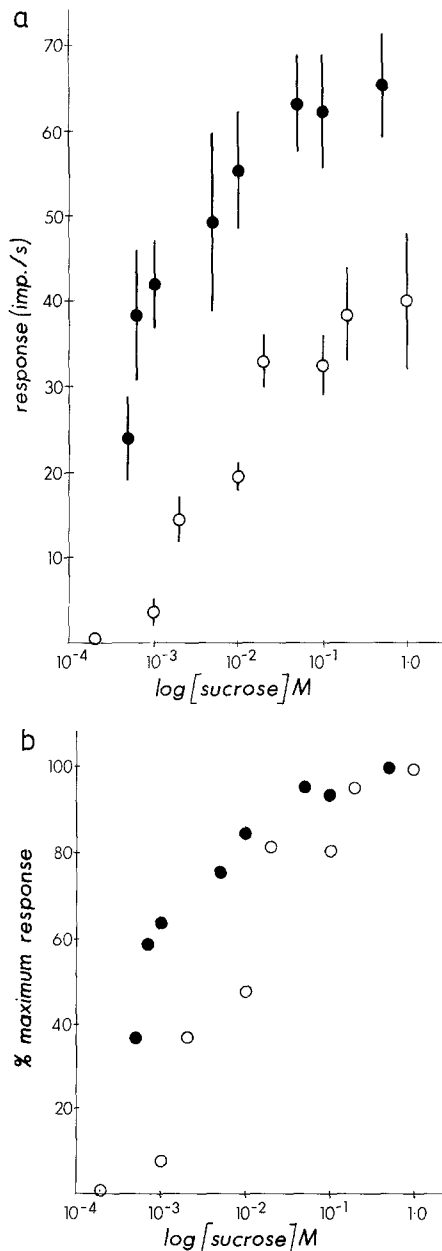 a
70
60
50
40
30
20
10
response (imp./s)
10⁻⁴ 10⁻³ 10⁻² 10⁻¹ 1.0
log [sucrose] M
b
100
80
60
40
20
% maximum response
10⁻⁴ 10⁻³ 10⁻² 10⁻¹ 1.0
log [sucrose] M